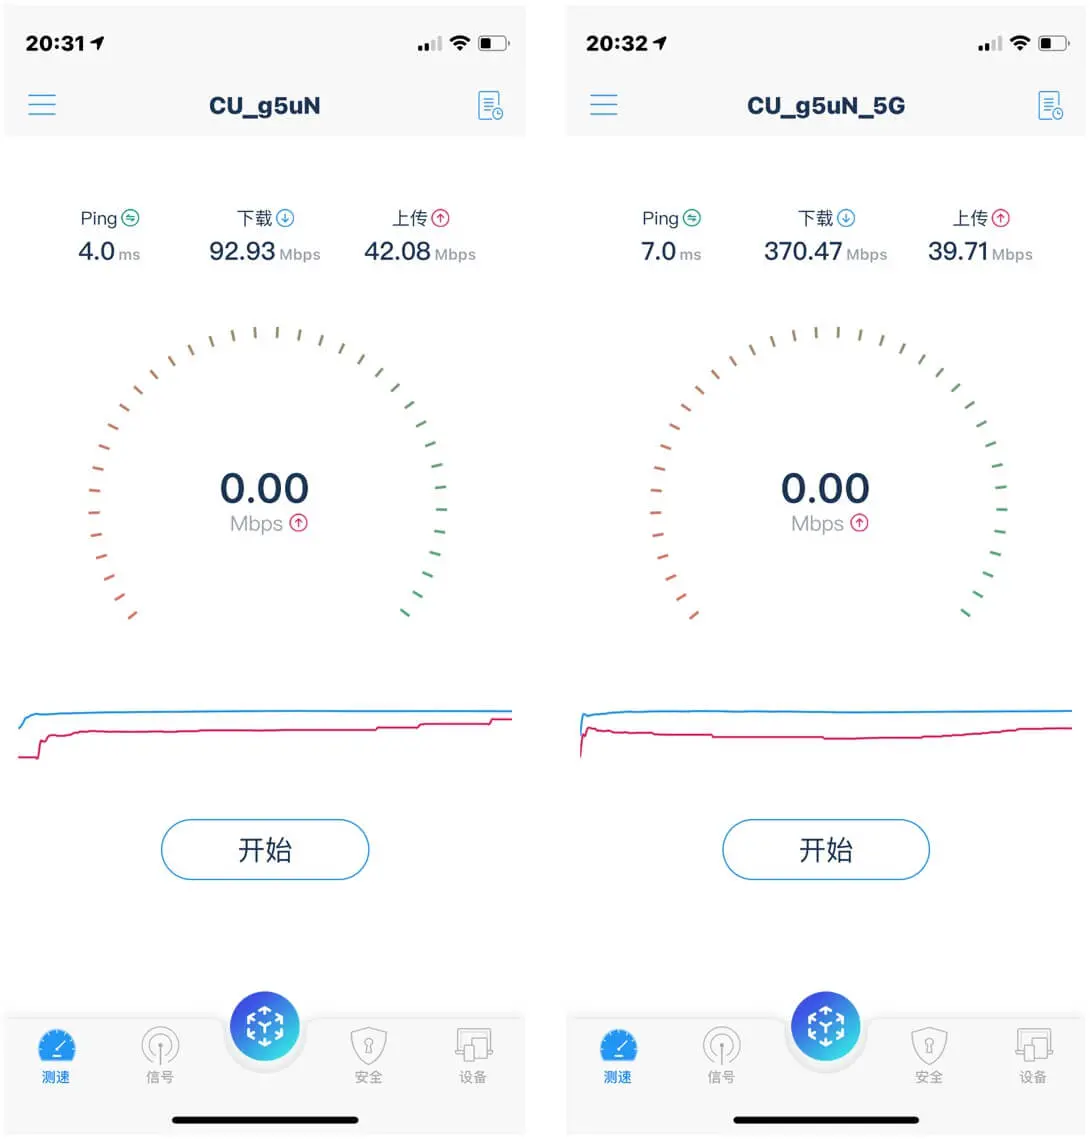 20:31
CU_g5uN
Ping 下载 上传
4.0 ms 92.93 Mbps 42.08 Mbps
0.00
Mbps
开始
测速 信号 安全 设备
20:32
CU_g5uN_5G
Ping 下载 上传
7.0 ms 370.47 Mbps 39.71 Mbps
0.00
Mbps
开始
测速 信号 安全 设备